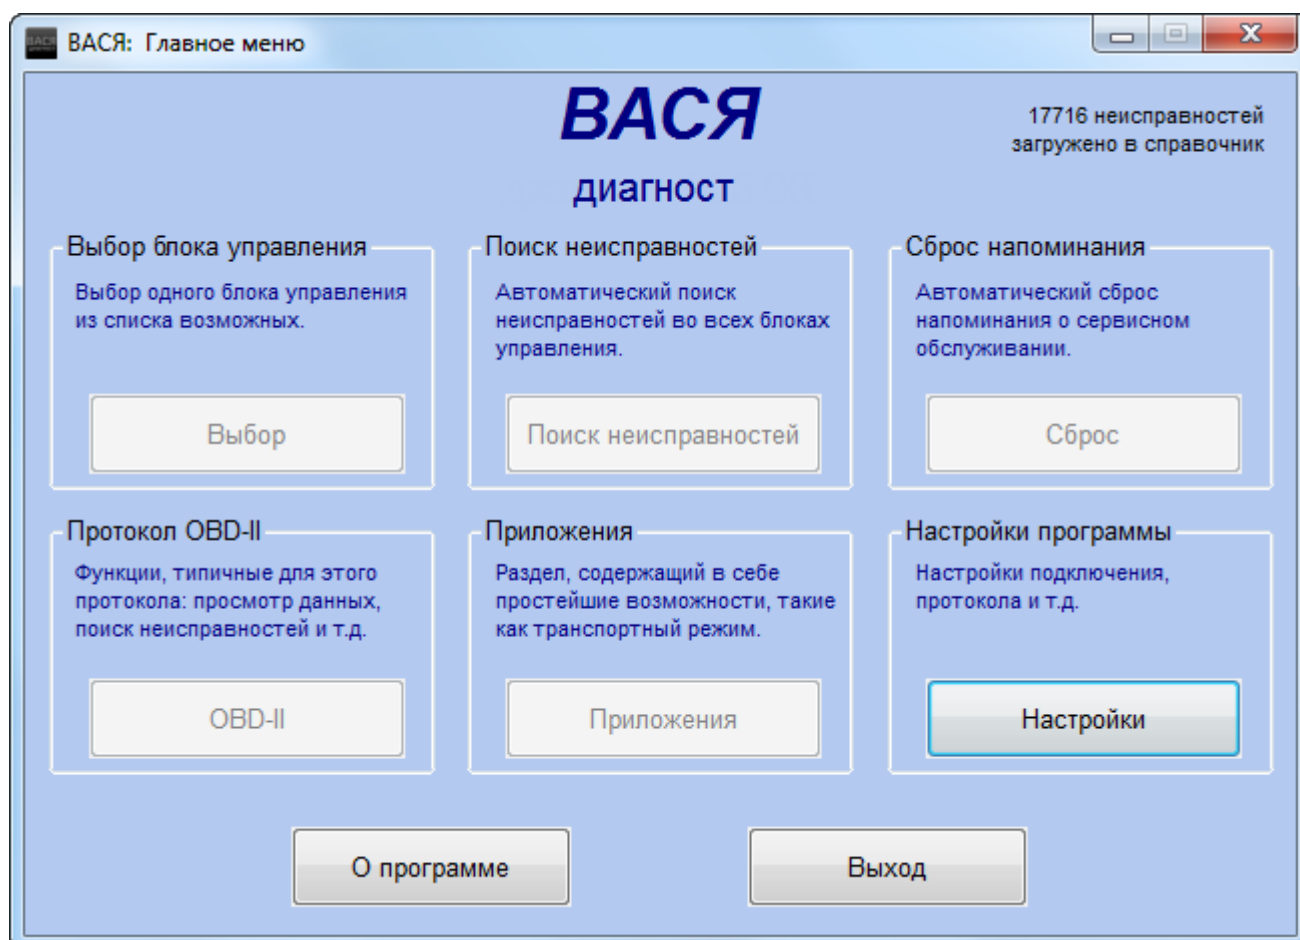 ВАСЯ: Главное меню
ВАСЯ
диагност
17716 неисправностей
загружено в справочник
Выбор блока управления
Выбор одного блока управления
из списка возможных.
Выбор
Поиск неисправностей
Автоматический поиск
неисправностей во всех блоках
управления.
Поиск неисправностей
Сброс напоминания
Автоматический сброс
напоминания о сервисном
обслуживании.
Сброс
Протокол OBD-II
Функции, типичные для этого
протокола: просмотр данных,
поиск неисправностей и т.д.
OBD-II
Приложения
Раздел, содержащий в себе
простейшие возможности, такие
как транспортный режим.
Приложения
Настройки программы
Настройки подключения,
протокола и т.д.
Настройки
О программе
Выход